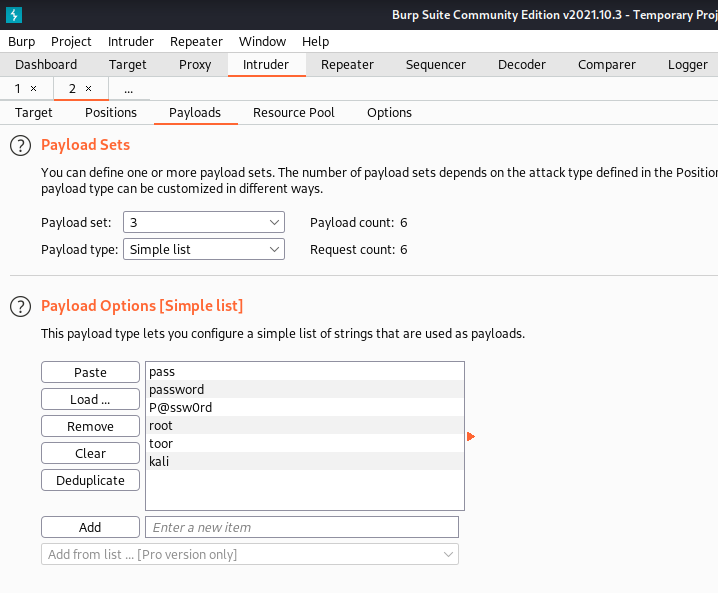 Burp Suite Community Edition v2021.10.3 - Temporary Proj
Burp Project Intruder Repeater Window Help
Dashboard Target Proxy Intruder Repeater Sequencer Decoder Comparer Logger
1 × 2 × ...
Target Positions Payloads Resource Pool Options
? Payload Sets
You can define one or more payload sets. The number of payload sets depends on the attack type defined in the Position
payload type can be customized in different ways.
Payload set: 3 Payload count: 6
Payload type: Simple list Request count: 6
? Payload Options [Simple list]
This payload type lets you configure a simple list of strings that are used as payloads.
Paste
Load ...
Remove
Clear
Deduplicate
pass
password
P@ssw0rd
root
toor
kali
Add Enter a new item
Add from list ... [Pro version only]